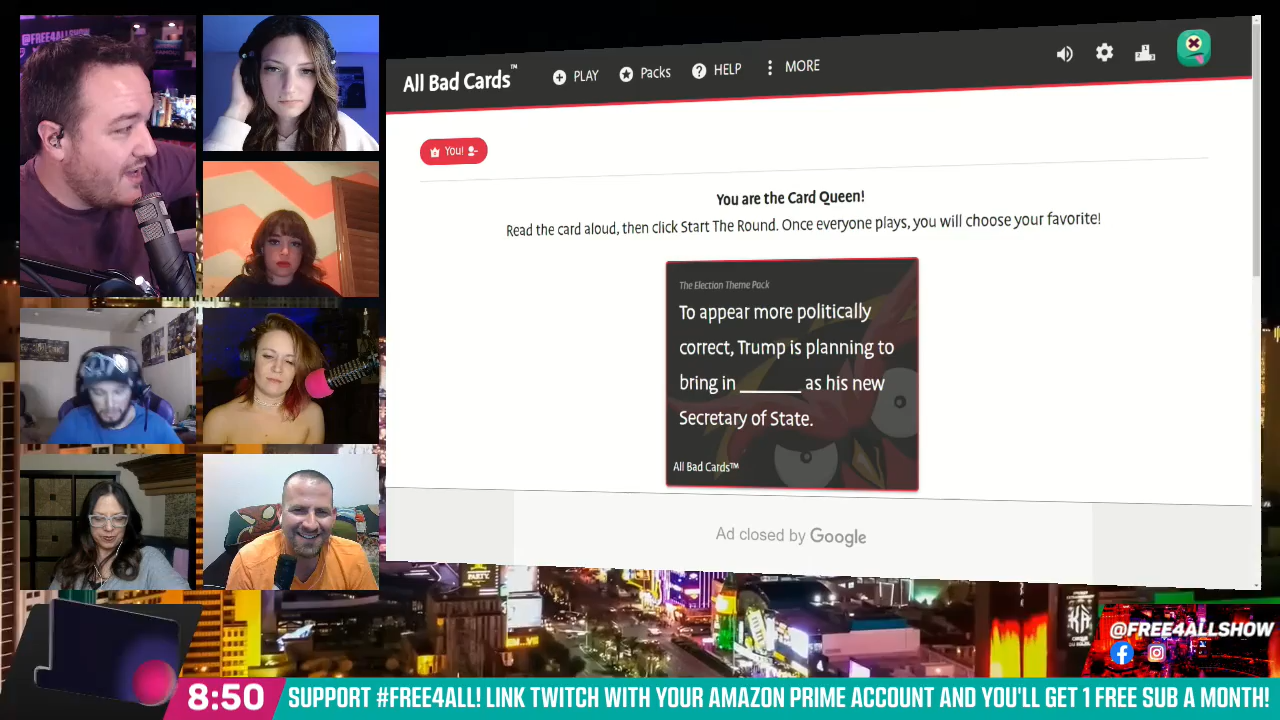 @FREE4ALLSHOW
All Bad Cards™
PLAY
Packs
HELP
MORE
You!
You are the Card Queen!
Read the card aloud, then click Start The Round. Once everyone plays, you will choose your favorite!
The Election Theme Pack
To appear more politically
correct, Trump is planning to
bring in ______ as his new
Secretary of State.
All Bad Cards™
Ad closed by Google
PARTY
@FREE4ALLSHOW
8:50
SUPPORT #FREE4ALL! LINK TWITCH WITH YOUR AMAZON PRIME ACCOUNT AND YOU'LL GET 1 FREE SUB A MONTH!